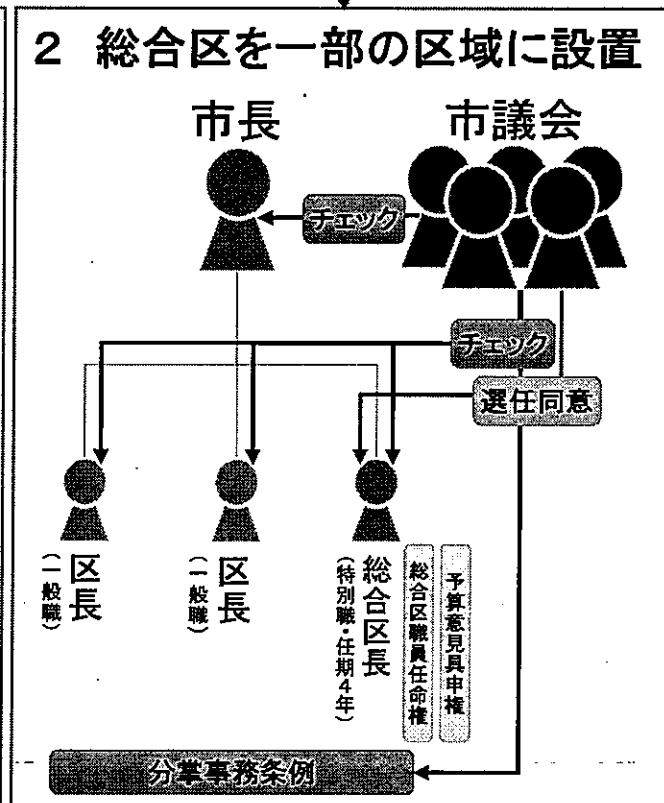 2 総合区を一部の区域に設置
市長
市議会
チェック
チェック
選任同意
区長
(一般職)
区長
(一般職)
総合区長
(特別職・任期4年)
総合区職員任命権
予算意見具申権
分掌事務条例